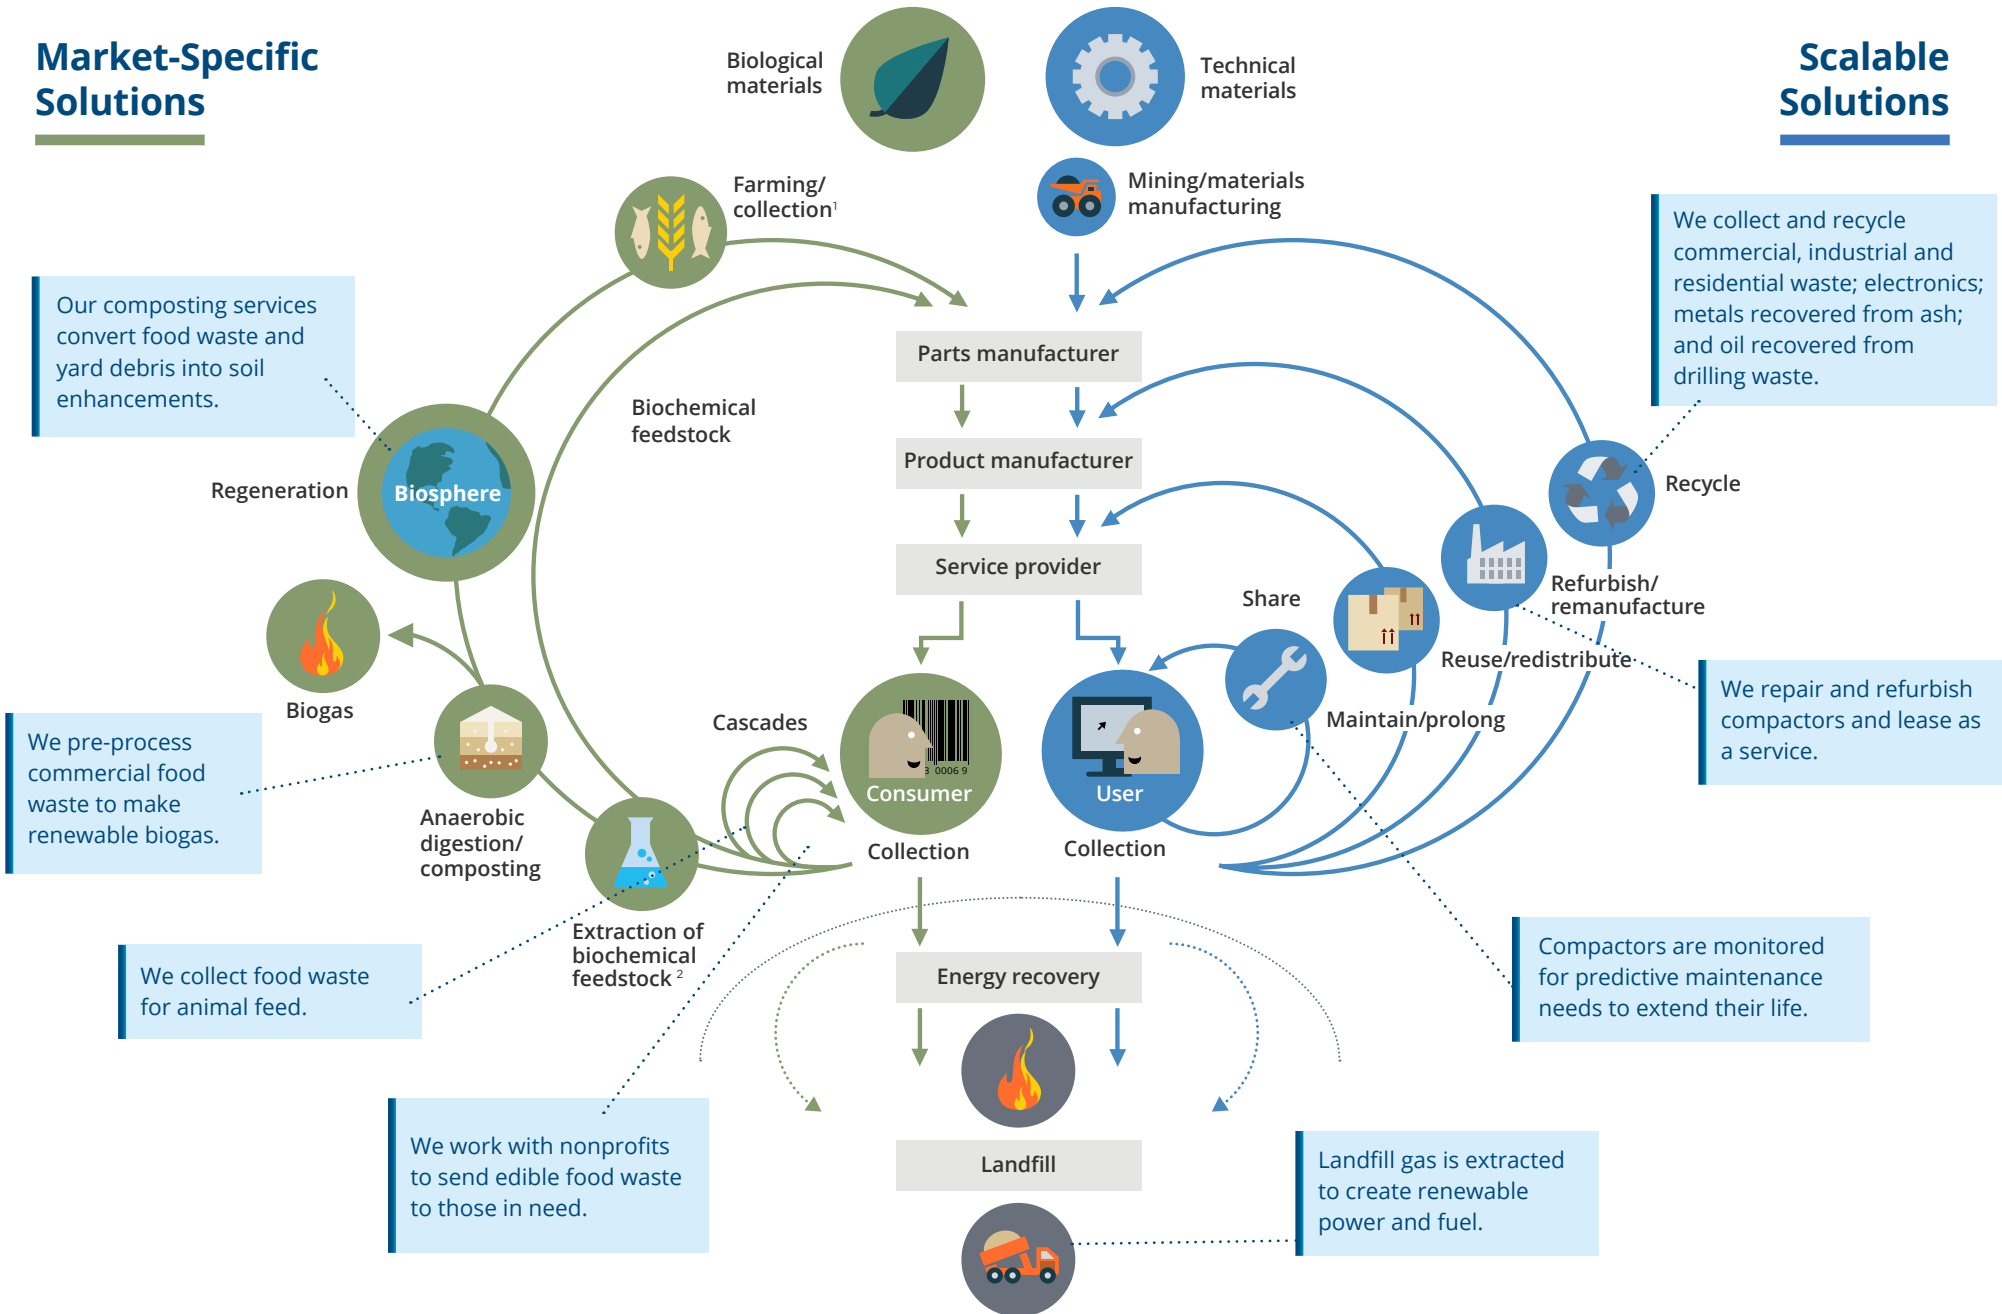 Market-Specific
Solutions
Biological
materials
Technical
materials
Scalable
Solutions
Farming/
collection¹
Mining/materials
manufacturing
We collect and recycle
commercial, industrial and
residential waste; electronics;
metals recovered from ash;
and oil recovered from
drilling waste.
Our composting services
convert food waste and
yard debris into soil
enhancements.
Parts manufacturer
Biochemical
feedstock
Product manufacturer
Regeneration
Biosphere
Recycle
Service provider
Share
Refurbish/
remanufacture
Reuse/redistribute
Biogas
We repair and refurbish
compactors and lease as
a service.
Cascades
Maintain/prolong
We pre-process
commercial food
waste to make
renewable biogas.
3 0006 9
Consumer
User
Anaerobic
digestion/
composting
Collection
Collection
Extraction of
biochemical
feedstock ²
Energy recovery
We collect food waste
for animal feed.
Compactors are monitored
for predictive maintenance
needs to extend their life.
We work with nonprofits
to send edible food waste
to those in need.
Landfill
Landfill gas is extracted
to create renewable
power and fuel.